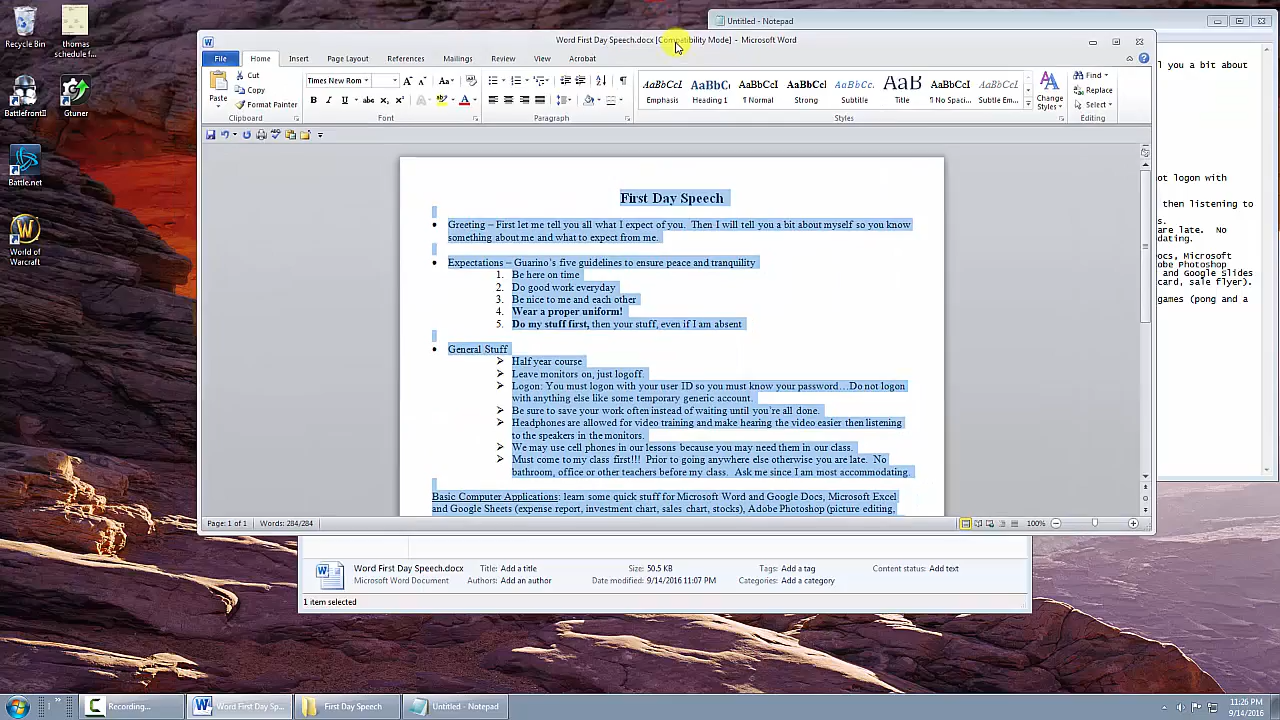 Recycle Bin
thomas schedule f...
BattlefrontII
Gtuner
Battle.net
World of Warcraft
Untitled - Notepad
Word First Day Speech.docx [Compatibility Mode] - Microsoft Word
File Home Insert Page Layout References Mailings Review View Acrobat
Paste Cut Copy Format Painter
Clipboard
Times New Rom
Font
Paragraph
AaBbCcI AaBbC AaBbCcI AaBbCcI AaBbCc. AaB AaBbCcI AaBbCcI
Emphasis Heading 1 ¶ Normal Strong Subtitle Title ¶ No Spaci... Subtle Em...
Change Styles
Styles
Find
Replace
Select
Editing
First Day Speech
• Greeting – First let me tell you all what I expect of you. Then I will tell you a bit about myself so you know
something about me and what to expect from me.
• Expectations – Guarino's five guidelines to ensure peace and tranquility
1. Be here on time
2. Do good work everyday
3. Be nice to me and each other
4. Wear a proper uniform!
5. Do my stuff first, then your stuff, even if I am absent
• General Stuff
➢ Half year course
➢ Leave monitors on, just logoff.
➢ Logon: You must logon with your user ID so you must know your password…Do not logon
with anything else like some temporary generic account.
➢ Be sure to save your work often instead of waiting until you're all done.
➢ Headphones are allowed for video training and make hearing the video easier then listening
to the speakers in the monitors.
➢ We may use cell phones in our lessons because you may need them in our class.
➢ Must come to my class first!!! Prior to going anywhere else otherwise you are late. No
bathroom, office or other teachers before my class. Ask me since I am most accommodating.
Basic Computer Applications: learn some quick stuff for Microsoft Word and Google Docs, Microsoft Excel
and Google Sheets (expense report, investment chart, sales chart, stocks), Adobe Photoshop (picture editing,
l you a bit about
ot logon with
then listening to
s.
are late. No
dating.
ocs, Microsoft
obe Photoshop
and Google Slides
card, sale flyer).
games (pong and a
Page: 1 of 1 Words: 284/284
100%
Word First Day Speech.docx Title: Add a title Size: 50.5 KB Tags: Add a tag Content status: Add text
Microsoft Word Document Authors: Add an author Date modified: 9/14/2016 11:07 PM Categories: Add a category
1 item selected
Recording... Word First Day Sp... First Day Speech Untitled - Notepad
11:26 PM
9/14/2016